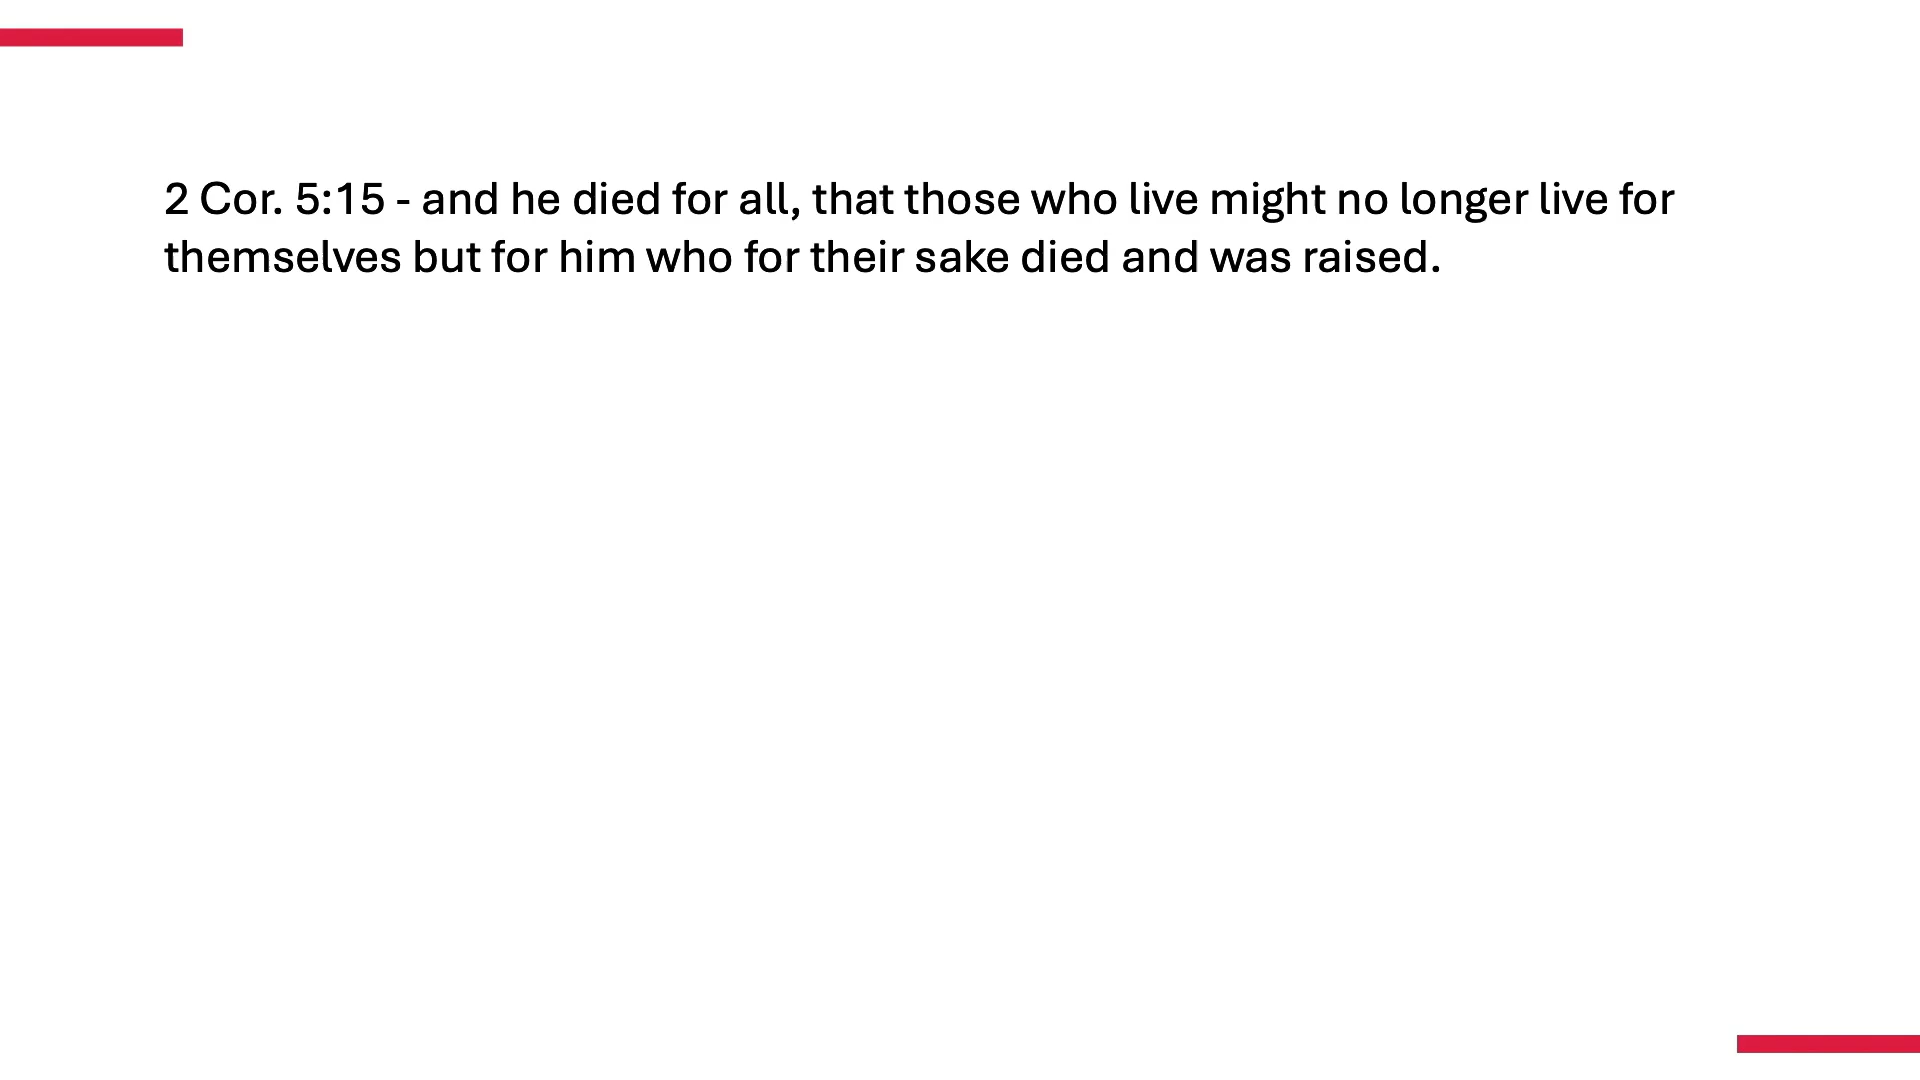 2 Cor. 5:15 - and he died for all, that those who live might no longer live for
themselves but for him who for their sake died and was raised.